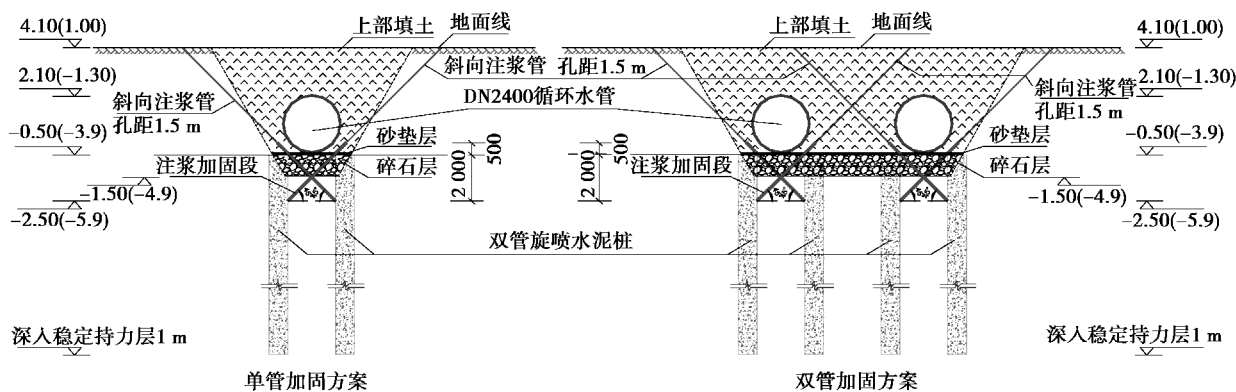 4.10(1.00)
上部填土
地面线
上部填土
地面线
4.10(1.00)
2.10(−1.30)
斜向注浆管
孔距1.5 m
2.10(−1.30)
斜向注浆管
孔距1.5 m
DN2400循环水管
斜向注浆管
孔距1.5 m
−0.50(−3.9)
砂垫层
500
500
砂垫层
−0.50(−3.9)
注浆加固段
碎石层
2 000
2 000
注浆加固段
碎石层
−1.50(−4.9)
−1.50(−4.9)
−2.50(−5.9)
−2.50(−5.9)
双管旋喷水泥桩
深入稳定持力层1 m
深入稳定持力层1 m
单管加固方案
双管加固方案